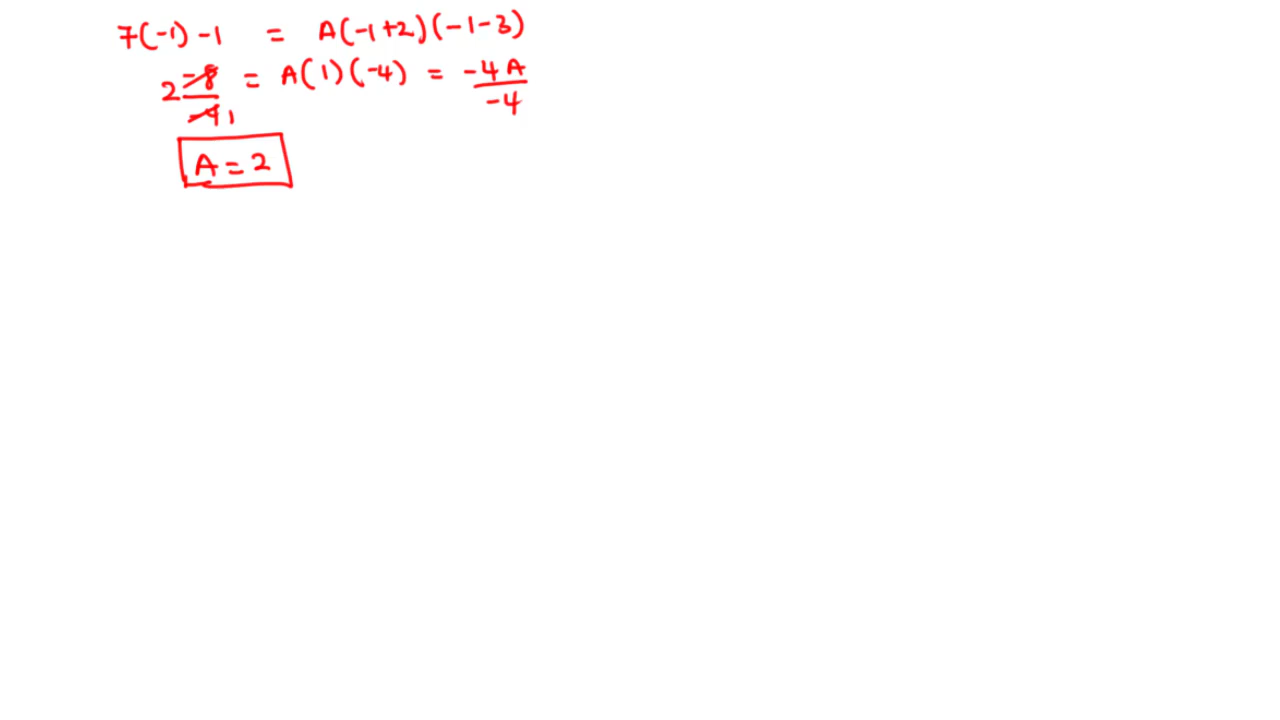 7(-1) -1 = A(-1+2)(-1-3)
2 -8/-4 1 = A(1)(-4) = -4A/-4
A = 2